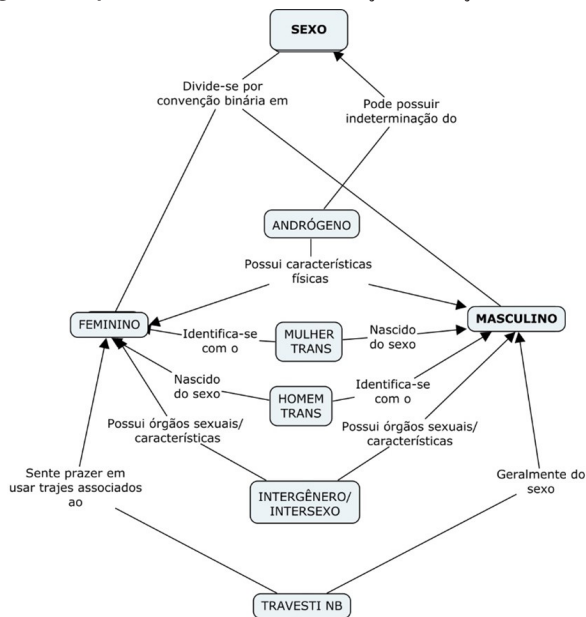 SEXO
Divide-se por
convenção binária em
Pode possuir
indeterminação do
ANDRÓGENO
Possui características
físicas
FEMININO
MASCULINO
Identifica-se
com o
MULHER
TRANS
Nascido
do sexo
Nascido
do sexo
HOMEM
TRANS
Identifica-se
com o
Possui órgãos sexuais/
características
Possui órgãos sexuais/
características
Sente prazer em
usar trajes associados
ao
INTERGÊNERO/
INTERSEXO
Geralmente do
sexo
TRAVESTI NB